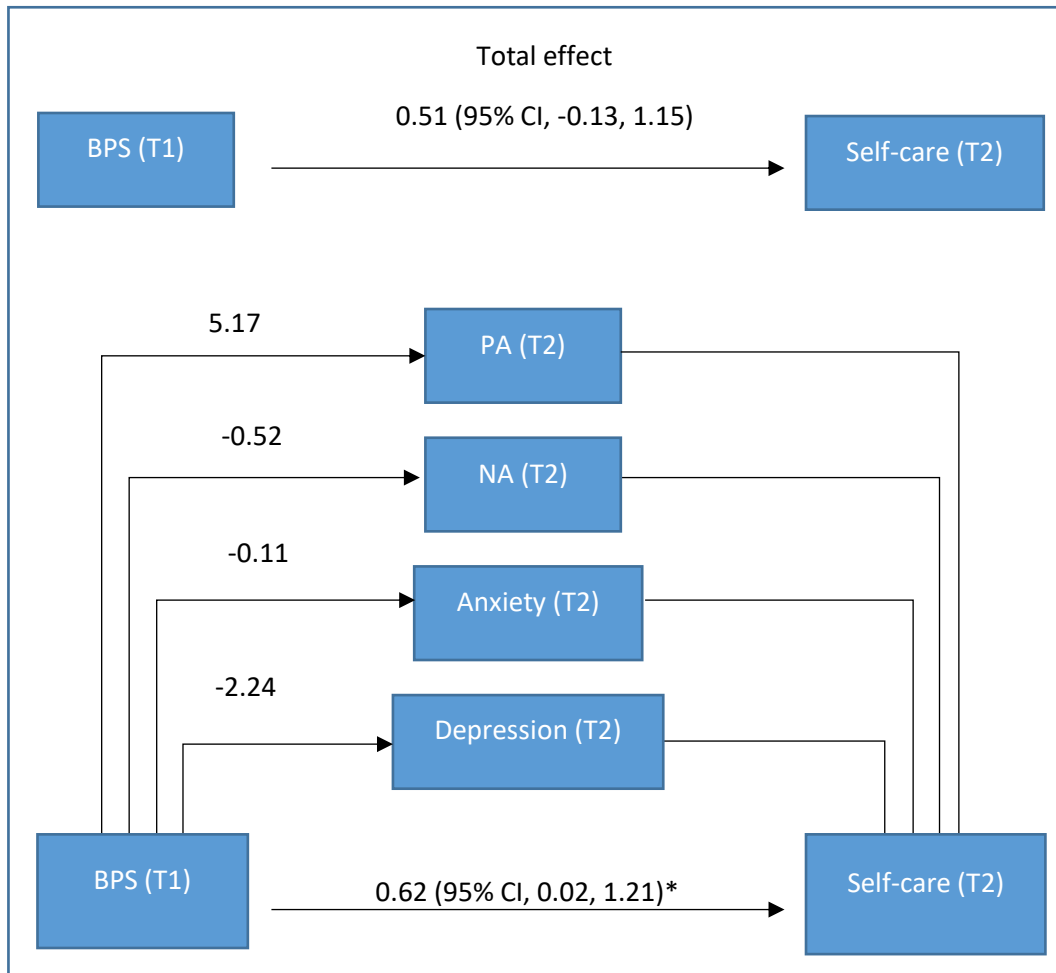 Total effect
0.51 (95% CI, -0.13, 1.15)
BPS (T1)
Self-care (T2)
5.17
PA (T2)
-0.52
NA (T2)
-0.11
Anxiety (T2)
-2.24
Depression (T2)
BPS (T1)
0.62 (95% CI, 0.02, 1.21)*
Self-care (T2)